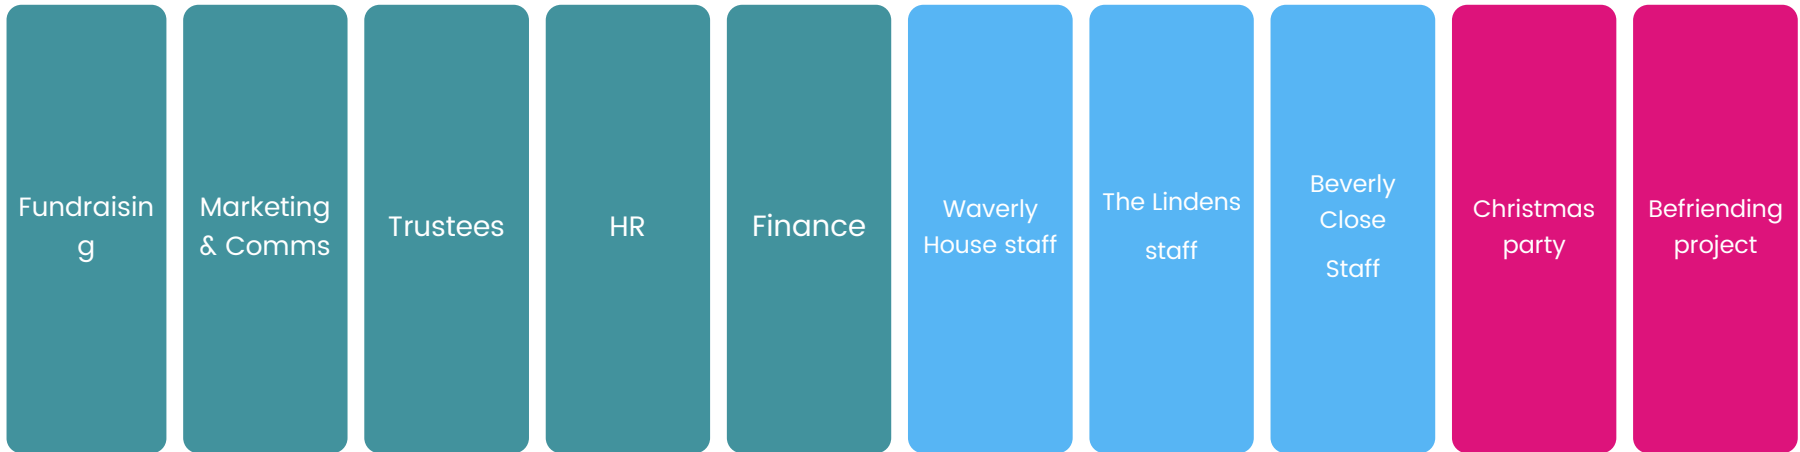 Fundraisin
g
Marketing
& Comms
Trustees
HR
Finance
Waverly
House staff
The Lindens
staff
Beverly
Close
Staff
Christmas
party
Befriending
project